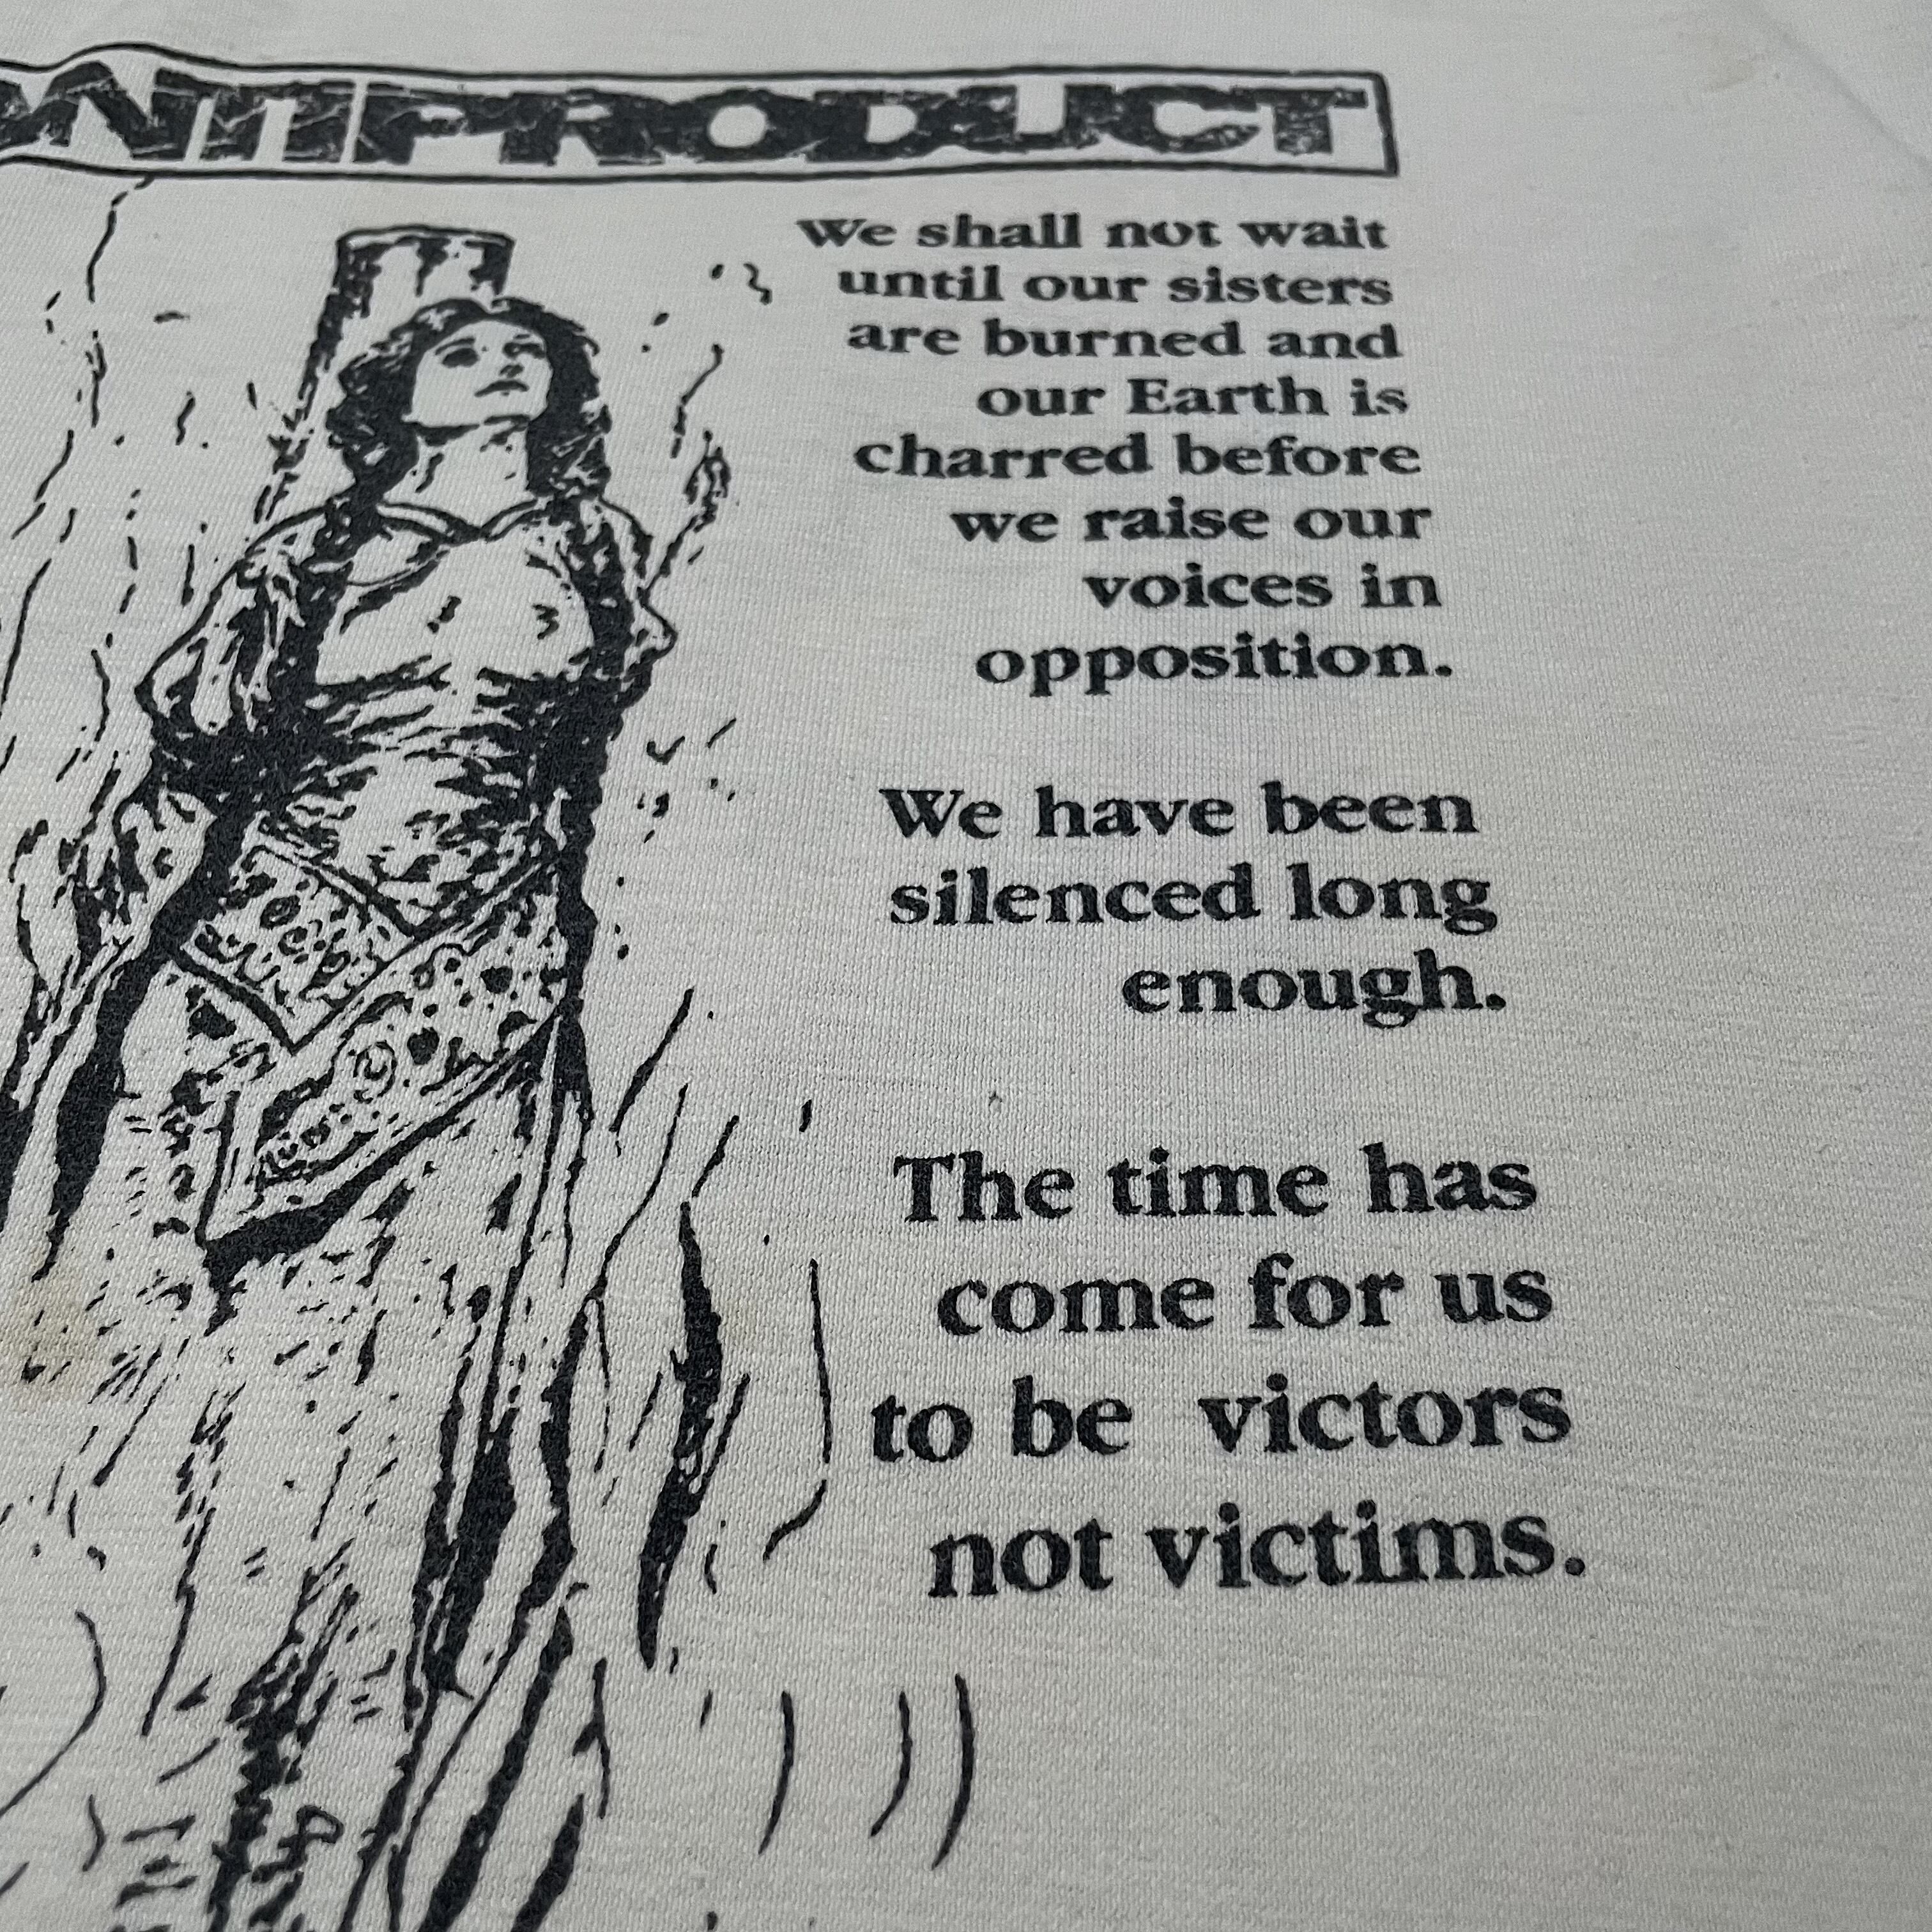 ANTIPRODUCT
We shall not wait
until our sisters
are burned and
our Earth is
charred before
we raise our
voices in
opposition.
We have been
silenced long
enough.
The time has
come for us
to be victors
not victims.